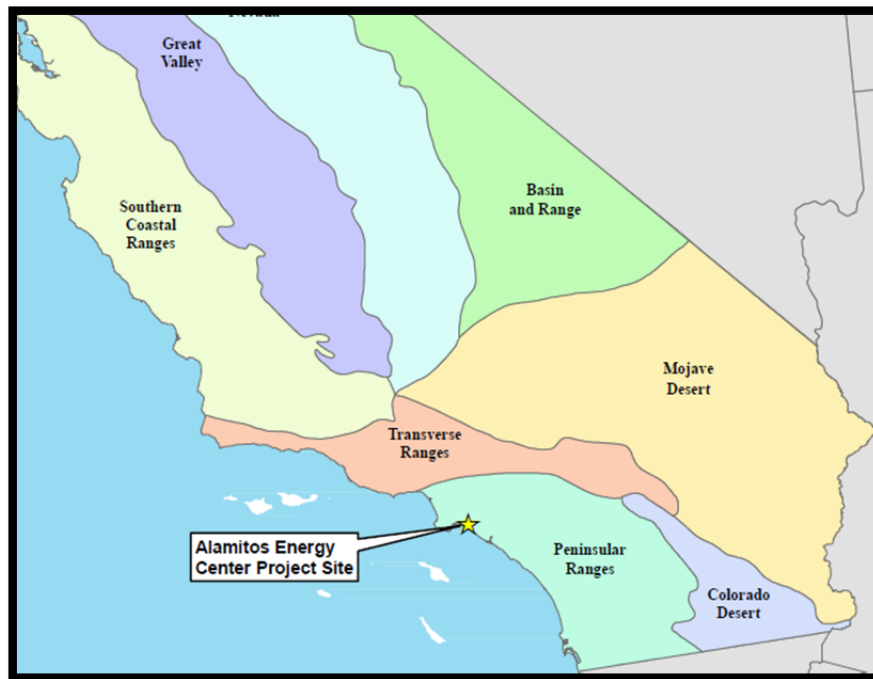 Nevada
Great
Valley
Basin
and Range
Southern
Coastal
Ranges
Mojave
Desert
Transverse
Ranges
Alamitos Energy
Center Project Site
Peninsular
Ranges
Colorado
Desert